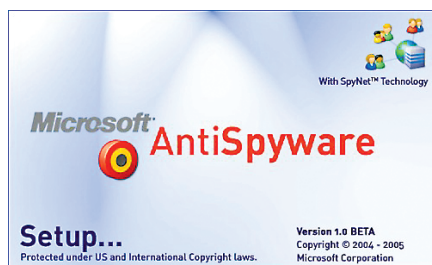 With SpyNet™ Technology
Microsoft®
AntiSpyware
Setup...
Protected under US and International Copyright laws.
Version 1.0 BETA
Copyright © 2004 - 2005
Microsoft Corporation